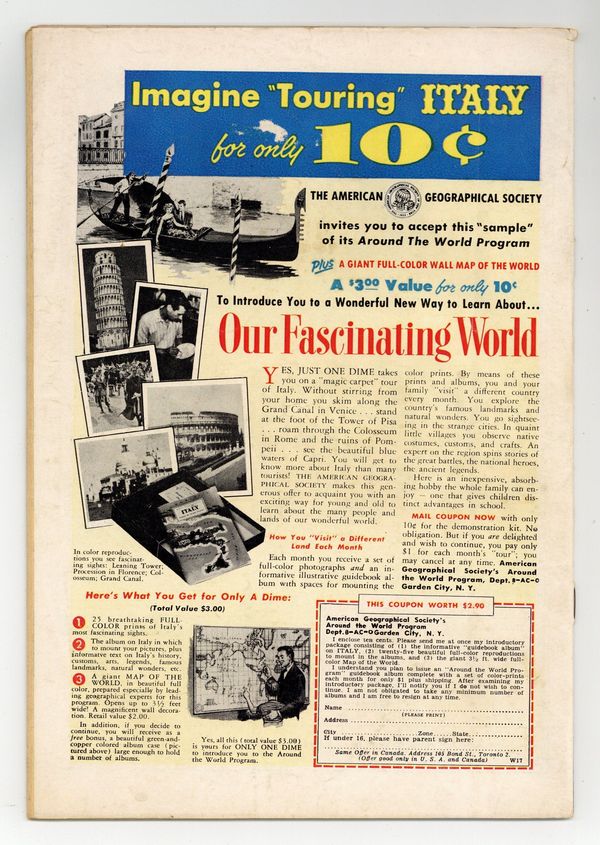 Imagine "Touring" ITALY
for only 10¢
THE AMERICAN GEOGRAPHICAL SOCIETY
invites you to accept this "sample"
of its Around The World Program
Plus A GIANT FULL-COLOR WALL MAP OF THE WORLD
A $3.00 Value for only 10¢
To Introduce You to a Wonderful New Way to Learn About...
Our Fascinating World
YES, JUST ONE DIME takes
you on a "magic carpet" tour
of Italy. Without stirring from
your home you skim along the
Grand Canal in Venice . . . stand
at the foot of the Tower of Pisa
. . . roam through the Colosseum
in Rome and the ruins of Pom-
peii . . . see the beautiful blue
waters of Capri. You will get to
know more about Italy than many
tourists! THE AMERICAN GEOGRA-
PHICAL SOCIETY makes this gen-
erous offer to acquaint you with an
exciting way for young and old to
learn about the many people and
lands of our wonderful world.
How You "Visit" a Different
Land Each Month
Each month you receive a set of
full-color photographs and an in-
formative illustrative guidebook al-
bum with spaces for mounting the
color prints. By means of these
prints and albums, you and your
family "visit" a different country
every month. You explore the
country's famous landmarks and
natural wonders. You go sightsee-
ing in the strange cities. In quaint
little villages you observe native
costumes, customs, and crafts. An
expert on the region spins stories of
the great battles, the national heroes,
the ancient legends.
Here is an inexpensive, absorb-
ing hobby the whole family can en-
joy — one that gives children dis-
tinct advantages in school.
MAIL COUPON NOW with only
10¢ for the demonstration kit. No
obligation. But if you are delighted
and wish to continue, you pay only
$1 for each month's "tour"; you
may cancel at any time. American
Geographical Society's Around
the World Program, Dept. 8-AC-O
Garden City, N. Y.
ITALY
In color reproduc-
tions you see fascinat-
ing sights: Leaning Tower;
Procession in Florence; Col-
osseum; Grand Canal.
Here's What You Get for Only A Dime:
(Total Value $3.00)
1 25 breathtaking FULL-
COLOR prints of Italy's
most fascinating sights.
2 The album on Italy in which
to mount your pictures, plus
informative text on Italy's history,
customs, arts, legends, famous
landmarks, natural wonders, etc.
3 A giant MAP OF THE
WORLD, in beautiful full
color, prepared especially by lead-
ing geographical experts for this
program. Opens up to 3½ feet
wide! A magnificent wall decora-
tion. Retail value $2.00.
In addition, if you decide to
continue, you will receive as a
free bonus, a beautiful green-and-
copper colored album case (pic-
tured above) large enough to hold
a number of albums.
Yes, all this (total value $3.00)
is yours for ONLY ONE DIME
to introduce you to the Around
the World Program.
THIS COUPON WORTH $2.90
American Geographical Society's
Around the World Program
Dept. 8-AC-O Garden City, N. Y.
I enclose ten cents. Please send me at once my introductory
package consisting of (1) the informative "guidebook album"
on ITALY, (2) twenty-five beautiful full-color reproductions
to mount in the albums, and (3) the giant 3½ ft. wide full-
color Map of the World.
I understand you plan to issue an "Around the World Pro-
gram" guidebook album complete with a set of color-prints
each month for only $1 plus shipping. After examining my
introductory package, I'll notify you if I do not wish to con-
tinue. I am not obligated to take any minimum number of
albums and I am free to resign at any time.
Name
(PLEASE PRINT)
Address
City Zone State
If under 16, please have parent sign here:
Same Offer in Canada. Address 105 Bond St., Toronto 2.
(Offer good only in U. S. A. and Canada) W17